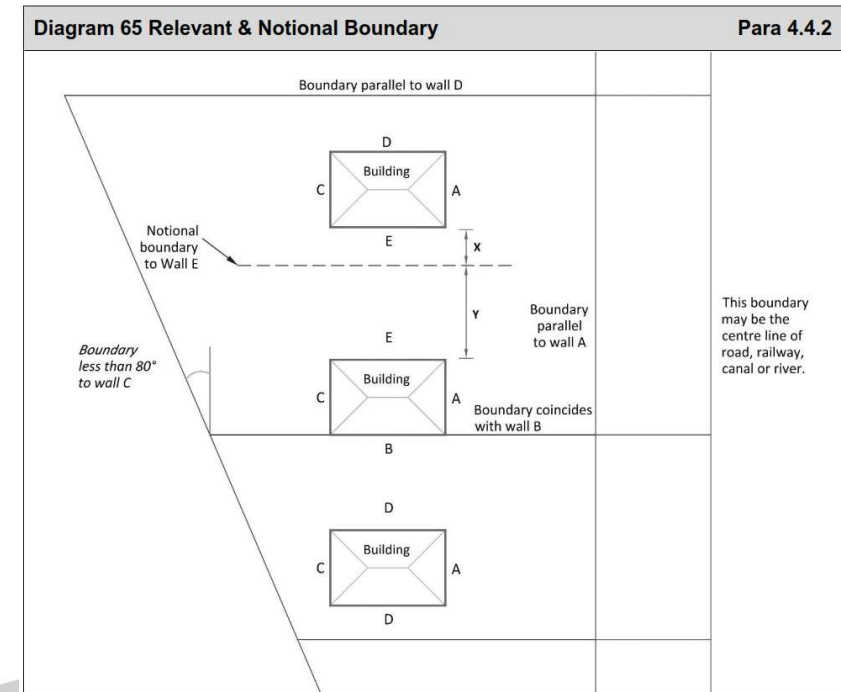 Diagram 65 Relevant & Notional Boundary Para 4.4.2
Boundary parallel to wall D
D
Building
C
A
E
Notional
boundary
to Wall E
X
Y
Boundary
parallel
to wall A
This boundary
may be the
centre line of
road, railway,
canal or river.
Boundary
less than 80°
to wall C
E
Building
C
A
Boundary coincides
with wall B
B
D
Building
C
A
D